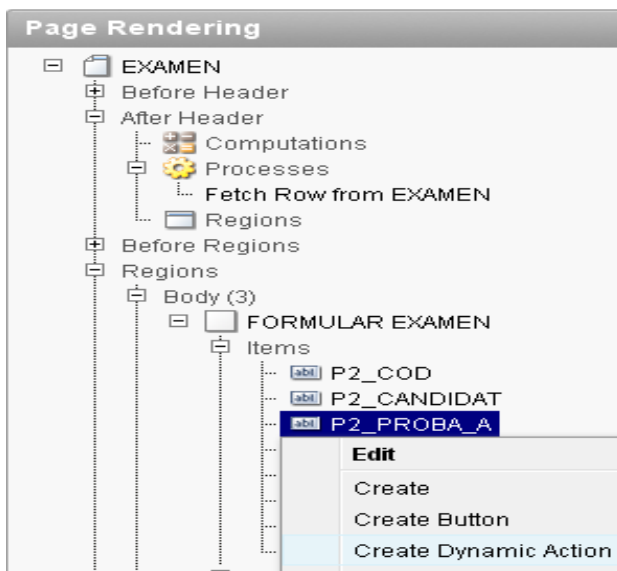 Page Rendering
EXAMEN
Before Header
After Header
Computations
Processes
Fetch Row from EXAMEN
Regions
Before Regions
Regions
Body (3)
FORMULAR EXAMEN
Items
P2_COD
P2_CANDIDAT
P2_PROBA_A
Edit
Create
Create Button
Create Dynamic Action